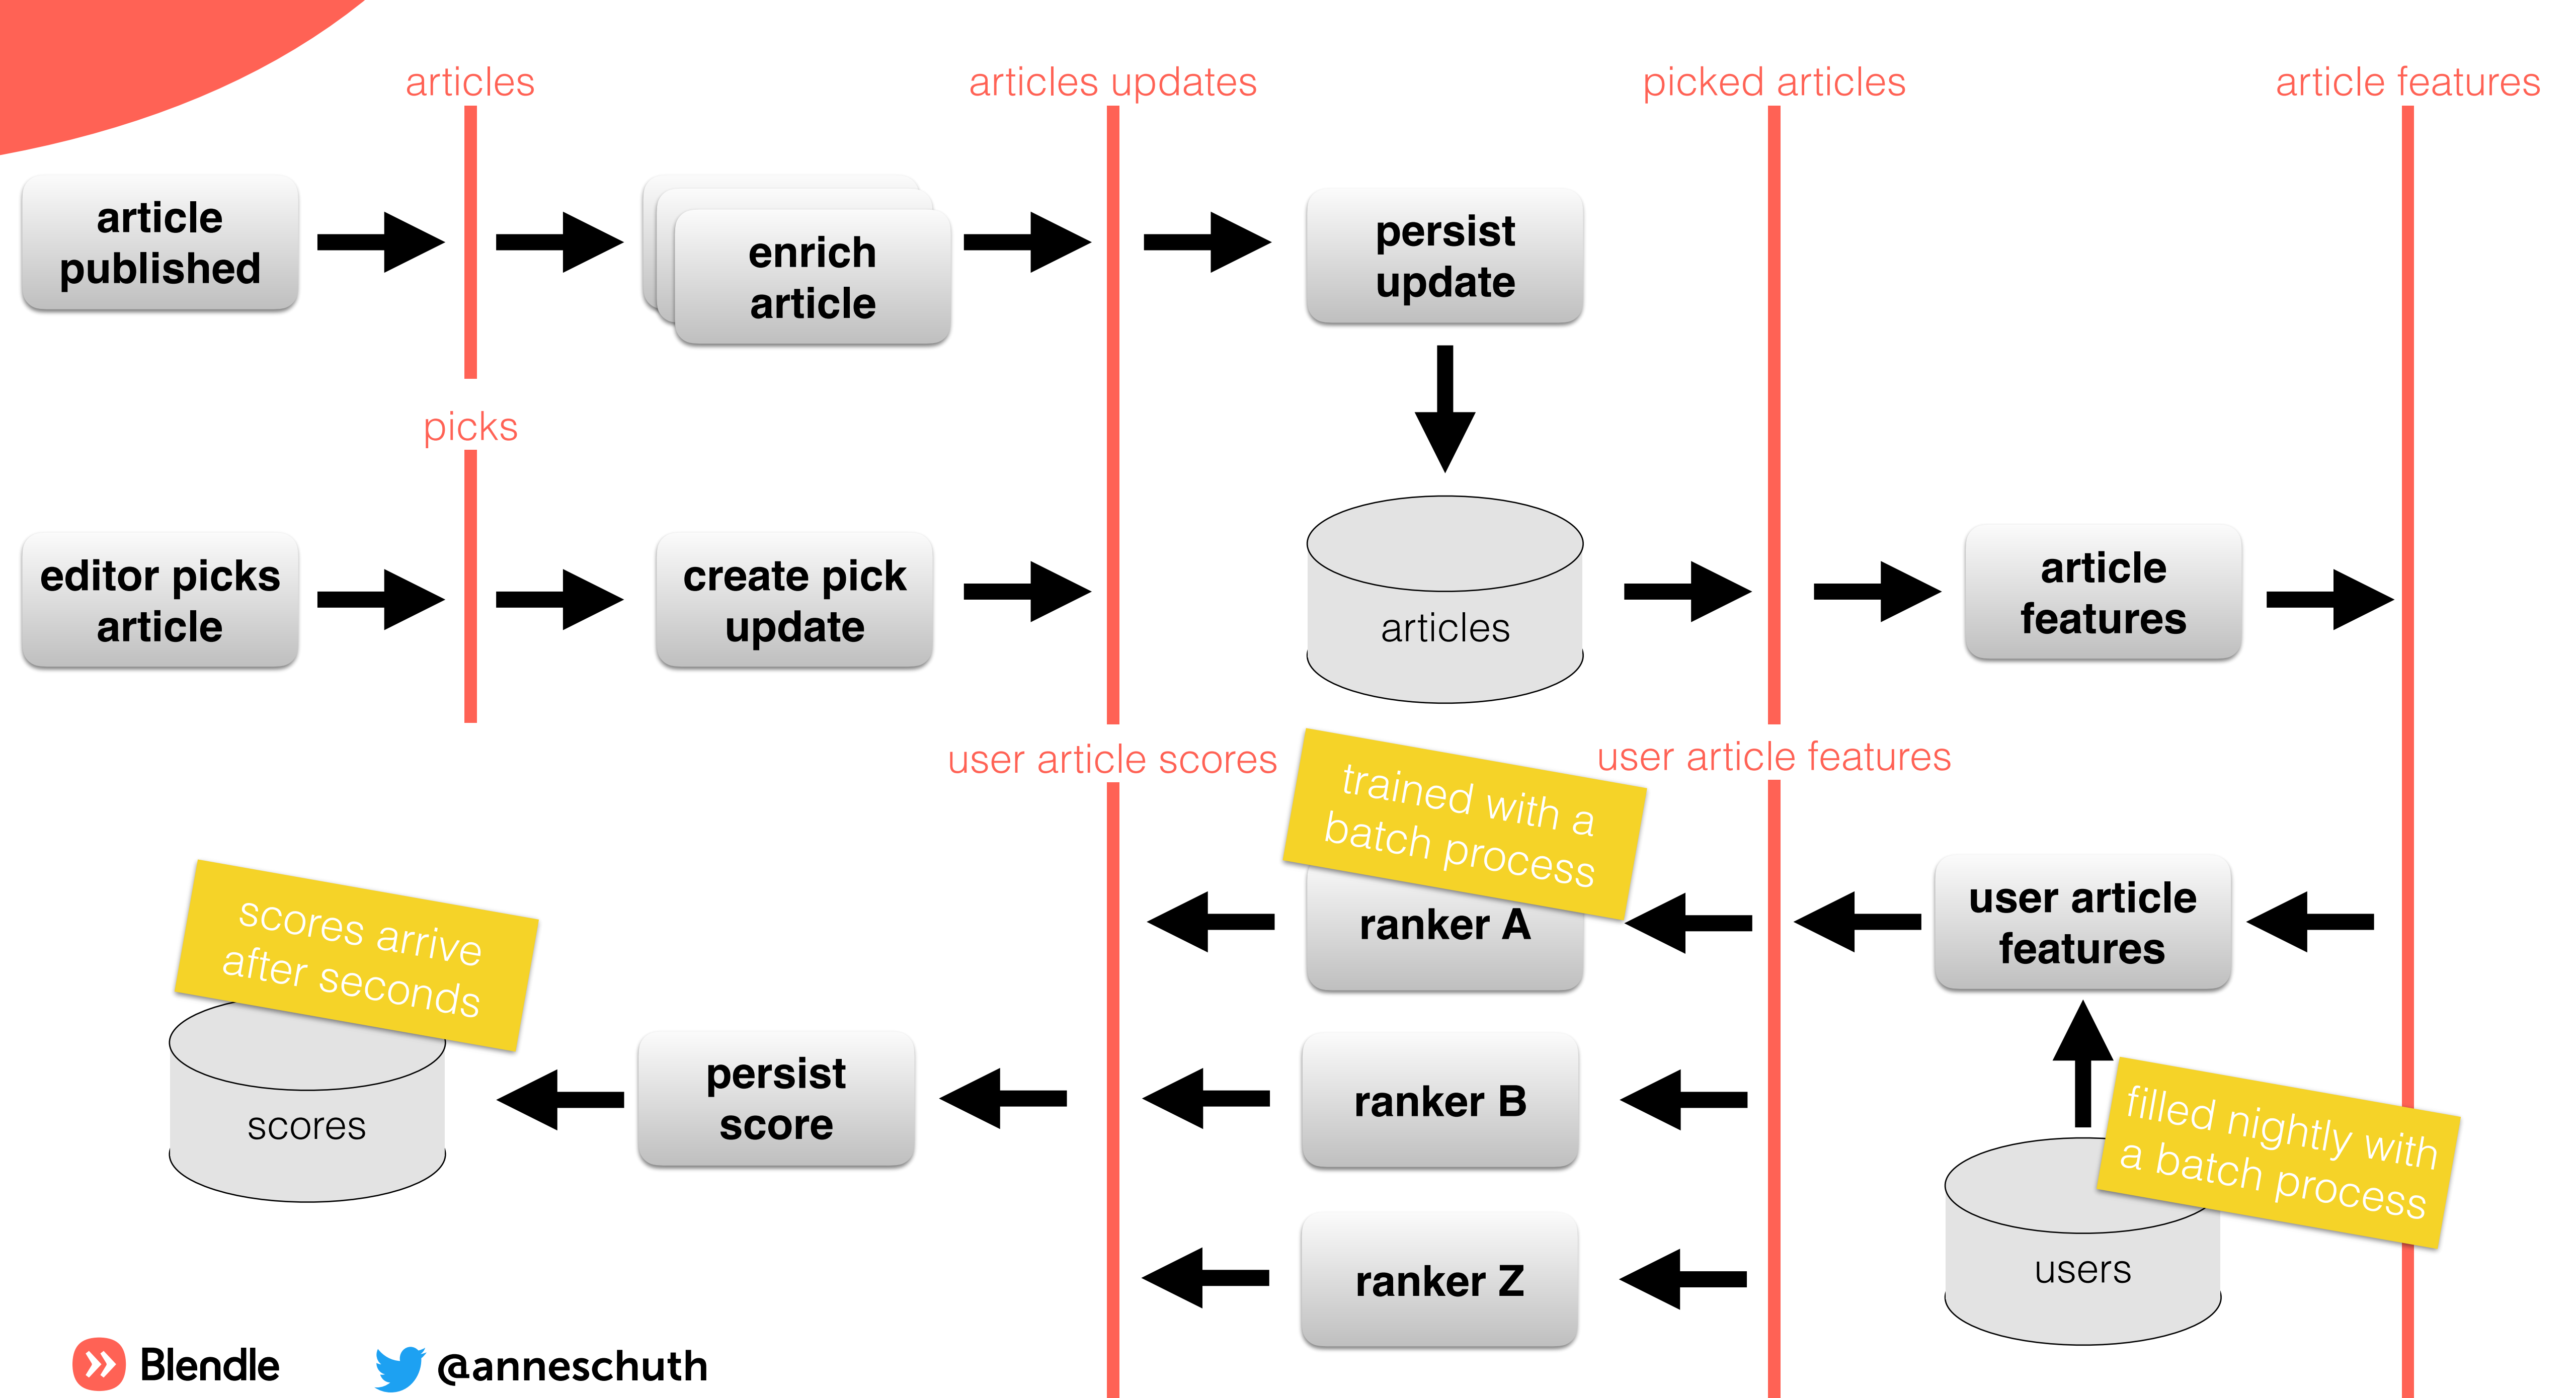 articles
articles updates
picked articles
article features
article
published
enrich
article
persist
update
picks
editor picks
article
create pick
update
articles
article
features
user article scores
user article features
trained with a
batch process
scores arrive
after seconds
ranker A
user article
features
scores
persist
score
ranker B
filled nightly with
a batch process
users
ranker Z
Blendle
@anneschuth